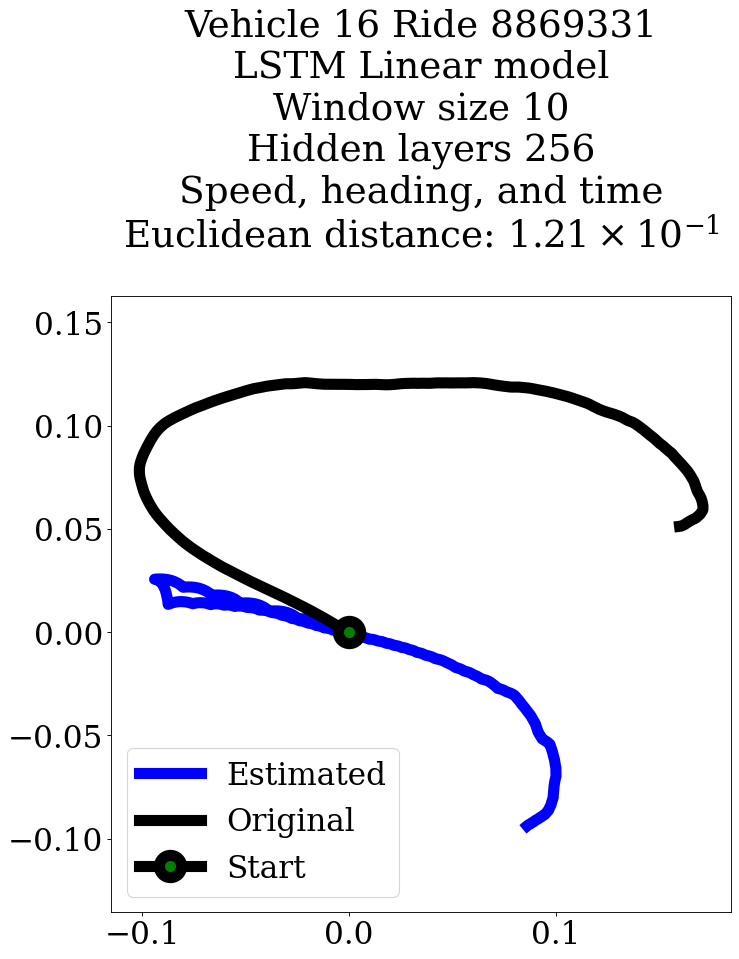 Vehicle 16 Ride 8869331
LSTM Linear model
Window size 10
Hidden layers 256
Speed, heading, and time
Euclidean distance: 1.21 × 10⁻¹
0.15
0.10
0.05
0.00
−0.05
−0.10
Estimated
Original
Start
−0.1
0.0
0.1